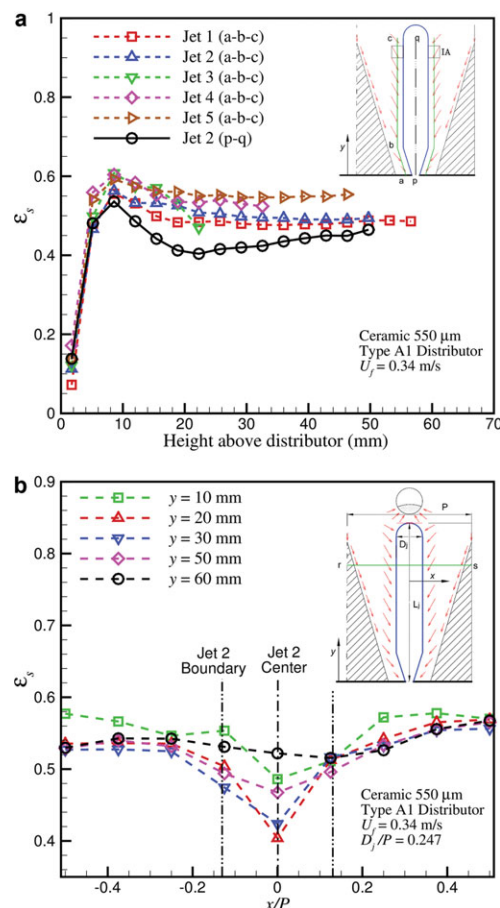 a
1
0.8
0.6
0.4
0.2
0
εs
Jet 1 (a-b-c)
Jet 2 (a-b-c)
Jet 3 (a-b-c)
Jet 4 (a-b-c)
Jet 5 (a-b-c)
Jet 2 (p-q)
c
q
IA
y
b
a
p
Ceramic 550 μm
Type A1 Distributor
Uf = 0.34 m/s
0 10 20 30 40 50 60 70
Height above distributor (mm)
b
0.9
0.8
0.7
0.6
0.5
0.4
εs
y = 10 mm
y = 20 mm
y = 30 mm
y = 50 mm
y = 60 mm
P
Dj
r
s
x
Lj
y
Jet 2
Boundary
Jet 2
Center
Ceramic 550 μm
Type A1 Distributor
Uf = 0.34 m/s
Dj/P = 0.247
-0.4 -0.2 0 0.2 0.4
x/P